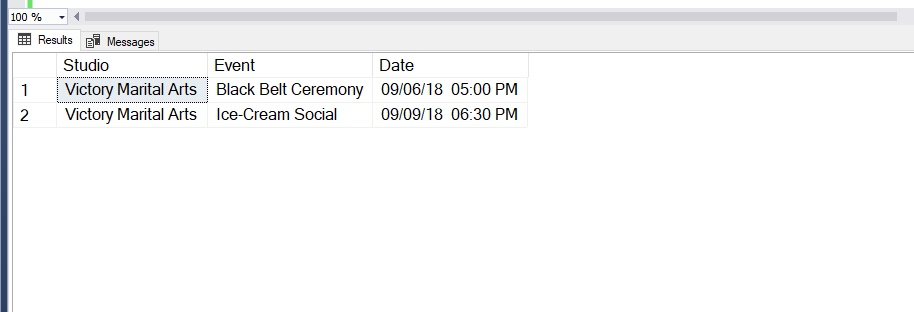 100 %
Results Messages
Studio Event Date
1 Victory Marital Arts Black Belt Ceremony 09/06/18 05:00 PM
2 Victory Marital Arts Ice-Cream Social 09/09/18 06:30 PM